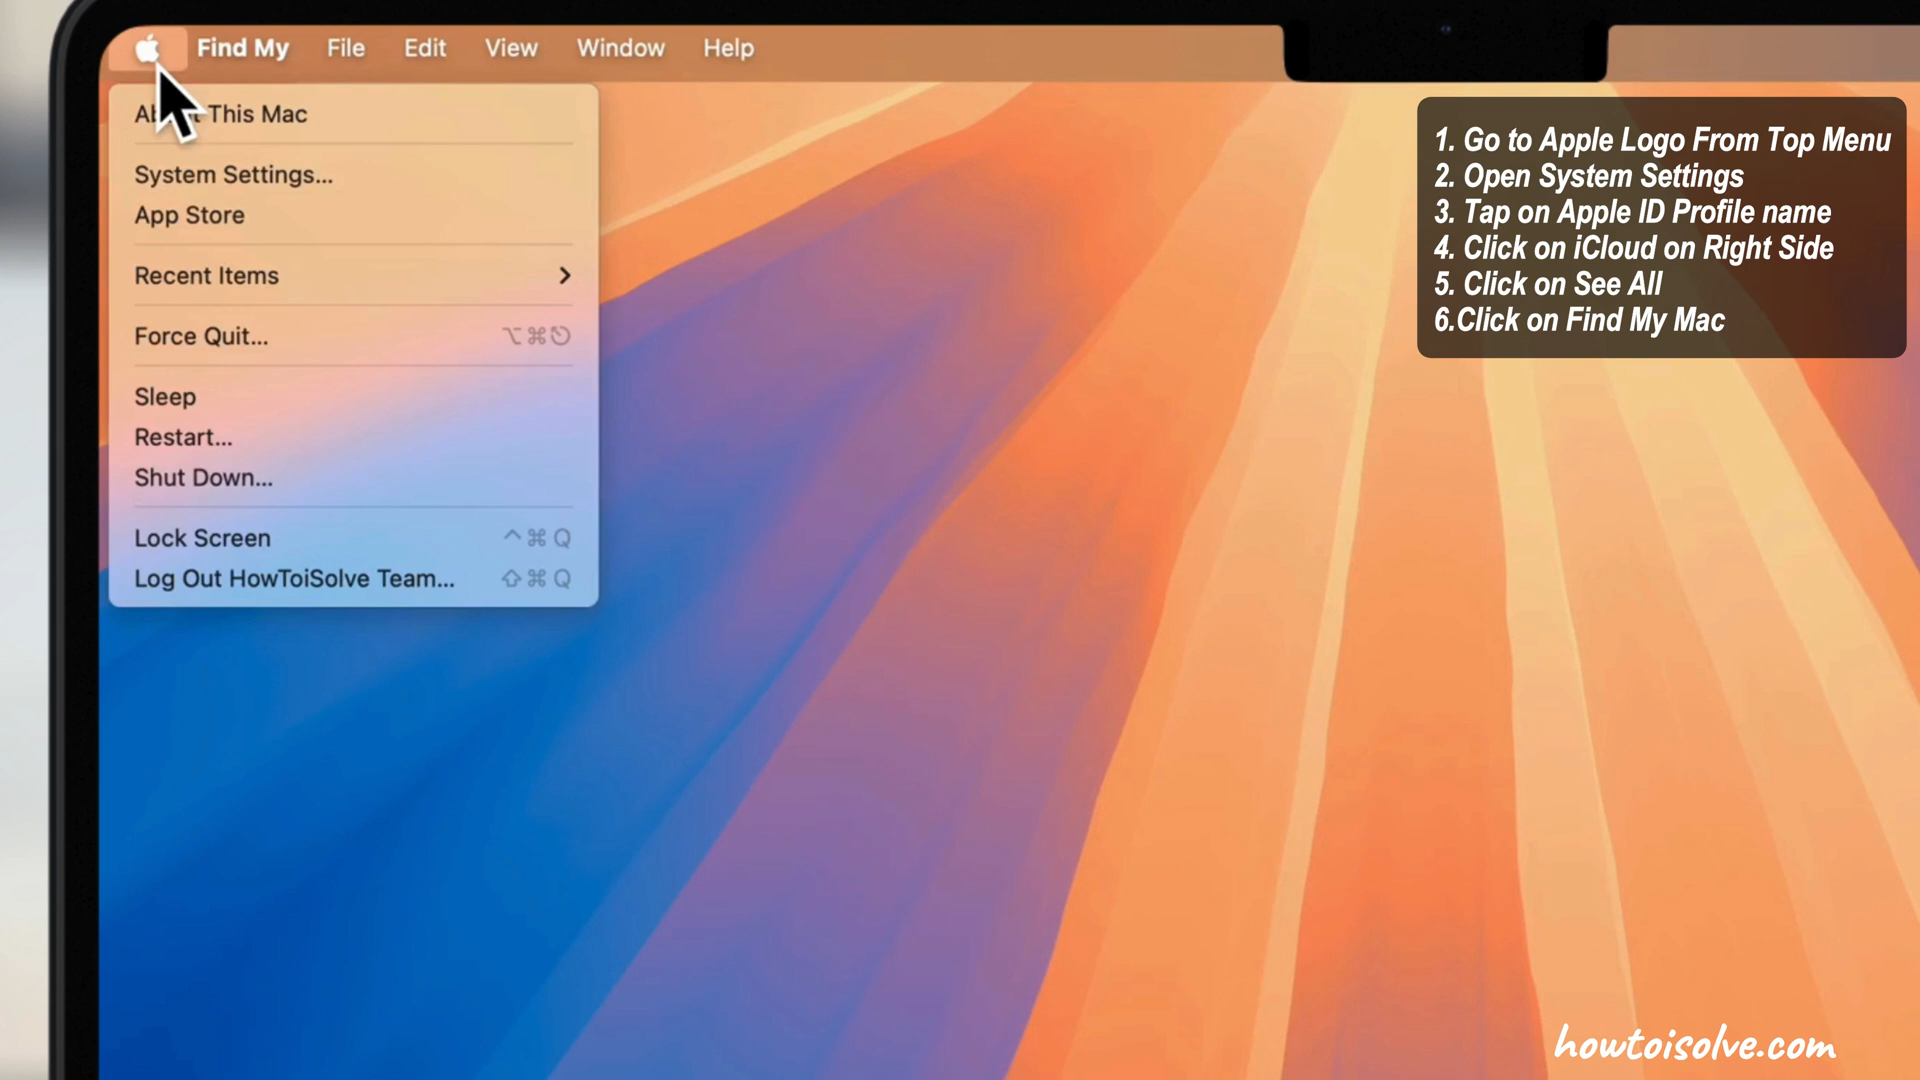 Find My File Edit View Window Help
About This Mac
System Settings...
App Store
Recent Items
Force Quit... ⌥⌘⎋
Sleep
Restart...
Shut Down...
Lock Screen ^⌘Q
Log Out HowToiSolve Team... ⇧⌘Q
1. Go to Apple Logo From Top Menu
2. Open System Settings
3. Tap on Apple ID Profile name
4. Click on iCloud on Right Side
5. Click on See All
6.Click on Find My Mac
howtoisolve.com